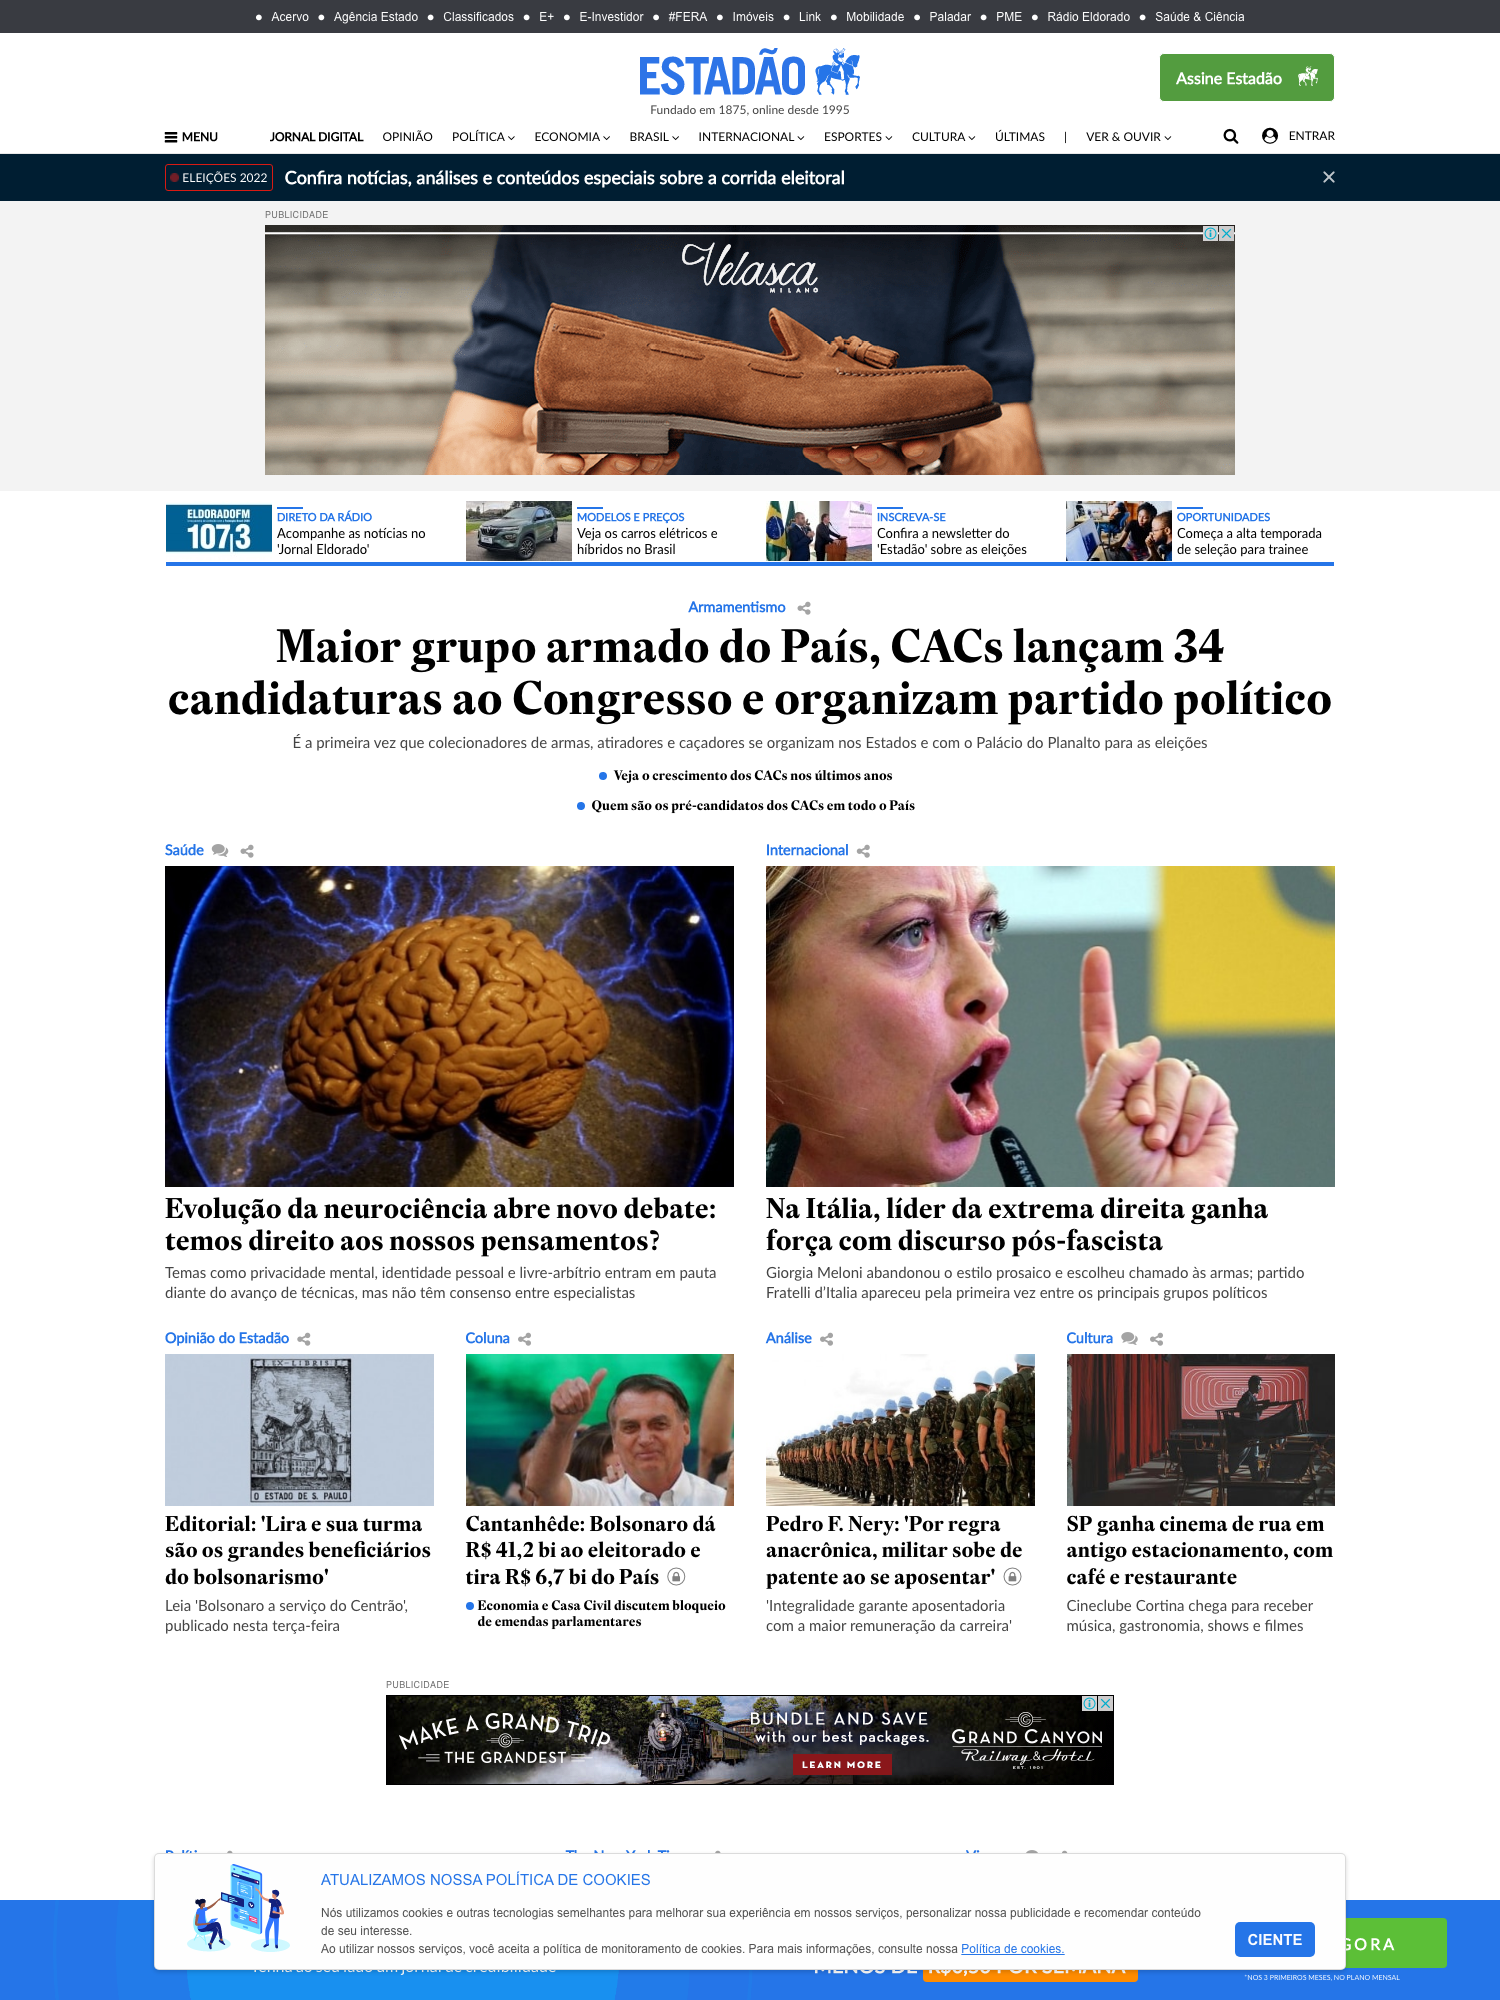 Acervo Agência Estado Classificados E+ E-Investidor #FERA Imóveis Link Mobilidade Paladar PME Rádio Eldorado Saúde & Ciência
ESTADÃO
Fundado em 1875, online desde 1995
Assine Estadão
MENU JORNAL DIGITAL OPINIÃO POLÍTICA ECONOMIA BRASIL INTERNACIONAL ESPORTES CULTURA ÚLTIMAS | VER & OUVIR ENTRAR
ELEIÇÕES 2022 Confira notícias, análises e conteúdos especiais sobre a corrida eleitoral
PUBLICIDADE
Velasca
MILANO
ELDORADOFM
107,3
DIRETO DA RÁDIO
Acompanhe as notícias no
'Jornal Eldorado'
MODELOS E PREÇOS
Veja os carros elétricos e
híbridos no Brasil
INSCREVA-SE
Confira a newsletter do
'Estadão' sobre as eleições
OPORTUNIDADES
Começa a alta temporada
de seleção para trainee
Armamentismo
Maior grupo armado do País, CACs lançam 34
candidaturas ao Congresso e organizam partido político
É a primeira vez que colecionadores de armas, atiradores e caçadores se organizam nos Estados e com o Palácio do Planalto para as eleições
Veja o crescimento dos CACs nos últimos anos
Quem são os pré-candidatos dos CACs em todo o País
Saúde
Evolução da neurociência abre novo debate:
temos direito aos nossos pensamentos?
Temas como privacidade mental, identidade pessoal e livre-arbítrio entram em pauta
diante do avanço de técnicas, mas não têm consenso entre especialistas
Internacional
SENNH
Na Itália, líder da extrema direita ganha
força com discurso pós-fascista
Giorgia Meloni abandonou o estilo prosaico e escolheu chamado às armas; partido
Fratelli d'Italia apareceu pela primeira vez entre os principais grupos políticos
Opinião do Estadão
EX-LIBRIS
O ESTADO DE S. PAULO
Editorial: 'Lira e sua turma
são os grandes beneficiários
do bolsonarismo'
Leia 'Bolsonaro a serviço do Centrão',
publicado nesta terça-feira
Coluna
Cantanhêde: Bolsonaro dá
R$ 41,2 bi ao eleitorado e
tira R$ 6,7 bi do País
Economia e Casa Civil discutem bloqueio
de emendas parlamentares
Análise
Pedro F. Nery: 'Por regra
anacrônica, militar sobe de
patente ao se aposentar'
'Integralidade garante aposentadoria
com a maior remuneração da carreira'
Cultura
SP ganha cinema de rua em
antigo estacionamento, com
café e restaurante
Cineclube Cortina chega para receber
música, gastronomia, shows e filmes
PUBLICIDADE
MAKE A GRAND TRIP
THE GRANDEST
BUNDLE AND SAVE
with our best packages.
LEARN MORE
GRAND CANYON
Railway & Hotel
EST. 1901
ATUALIZAMOS NOSSA POLÍTICA DE COOKIES
Nós utilizamos cookies e outras tecnologias semelhantes para melhorar sua experiência em nossos serviços, personalizar nossa publicidade e recomendar conteúdo
de seu interesse.
Ao utilizar nossos serviços, você aceita a política de monitoramento de cookies. Para mais informações, consulte nossa Política de cookies.
CIENTE
GORA
*NOS 3 PRIMEIROS MESES, NO PLANO MENSAL